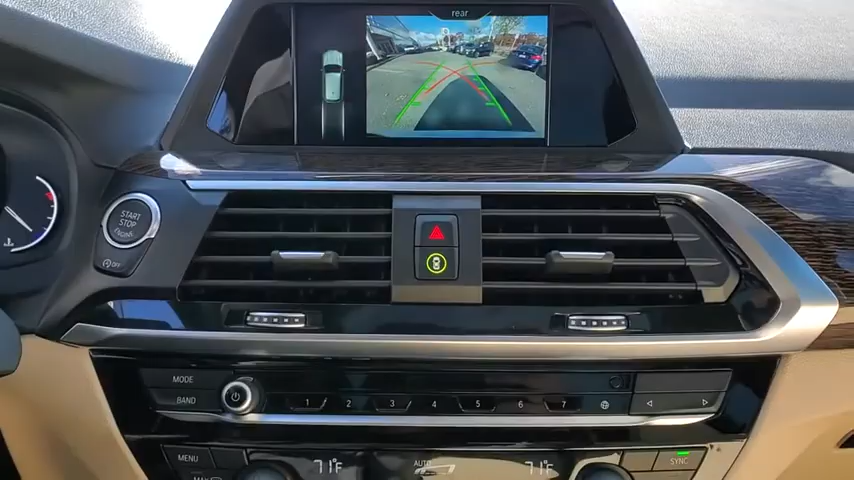 rear
START
STOP
ENGINE
OFF
MODE
BAND
1 2 3 4 5 6 7
MENU
AUTO
SYNC
71°F
71°F